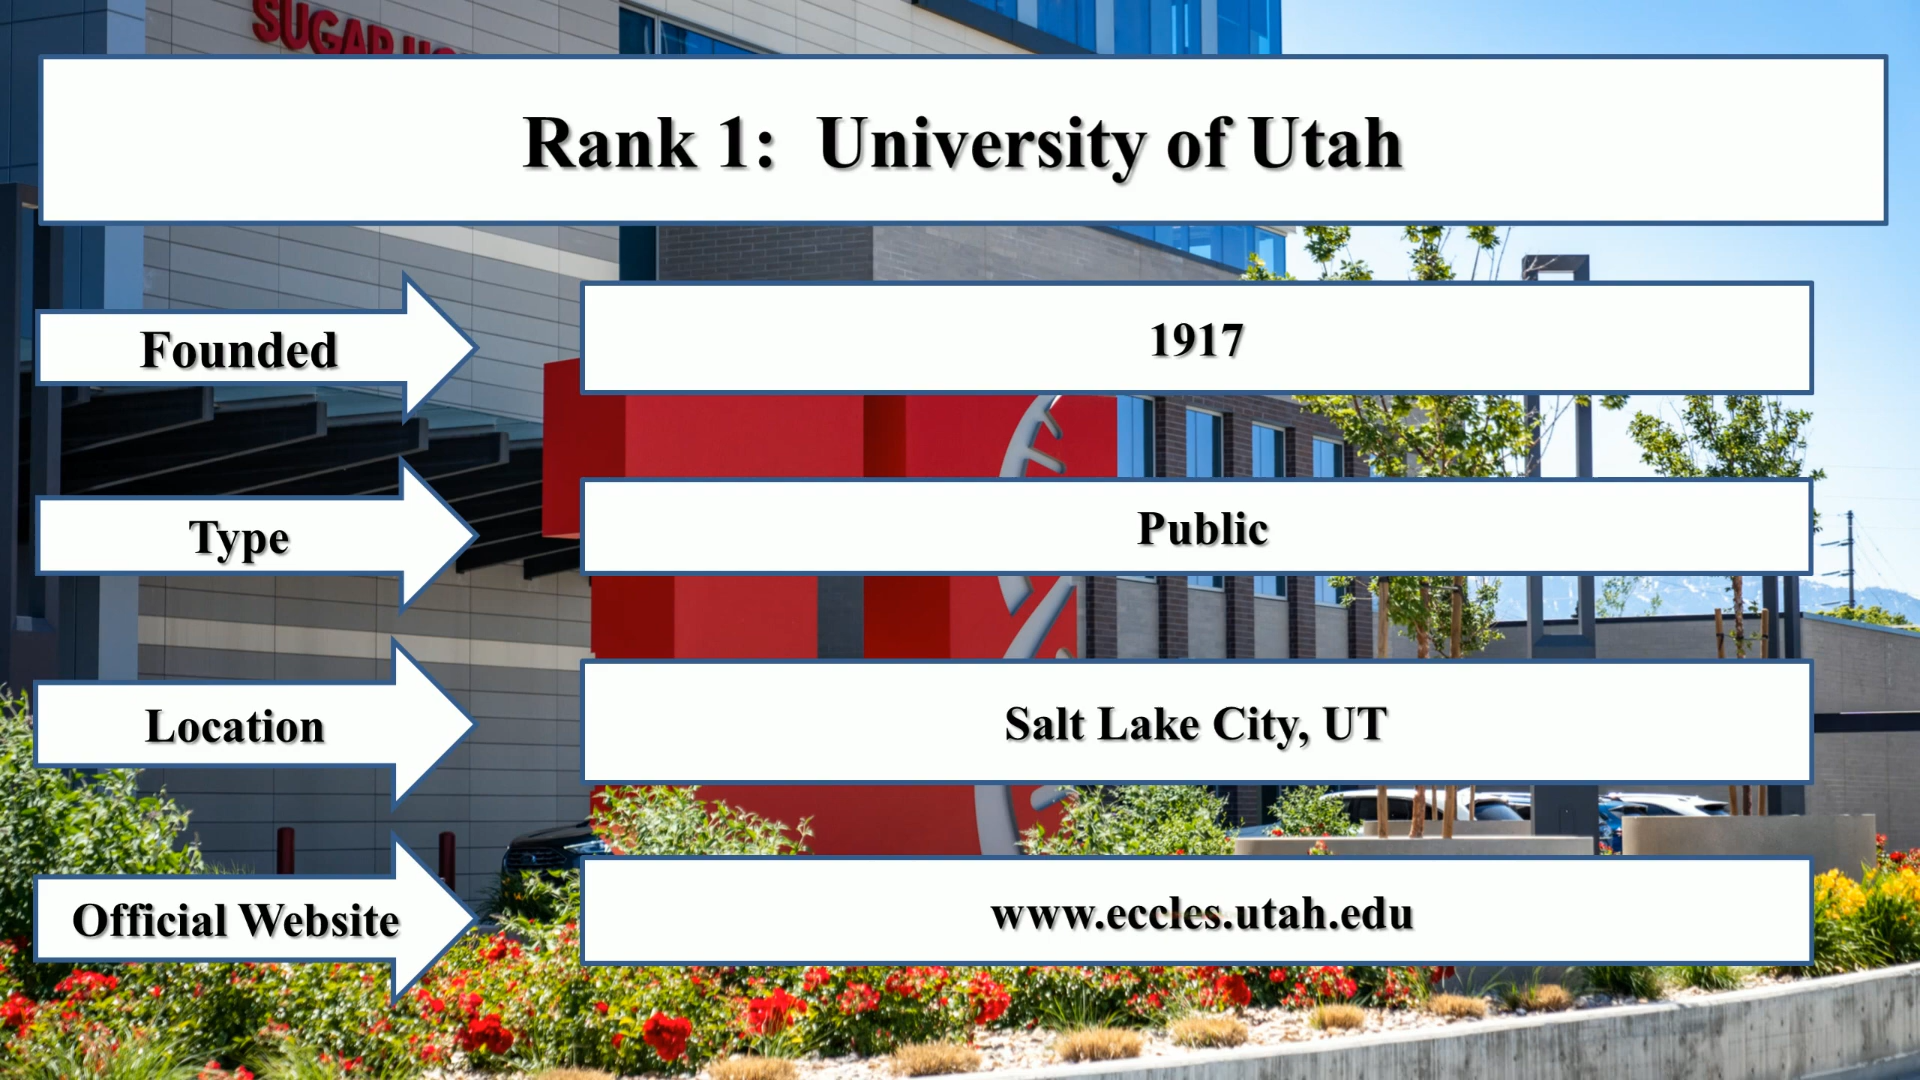 SUGAR
Rank 1: University of Utah
Founded
1917
Type
Public
Location
Salt Lake City, UT
Official Website
www.eccles.utah.edu